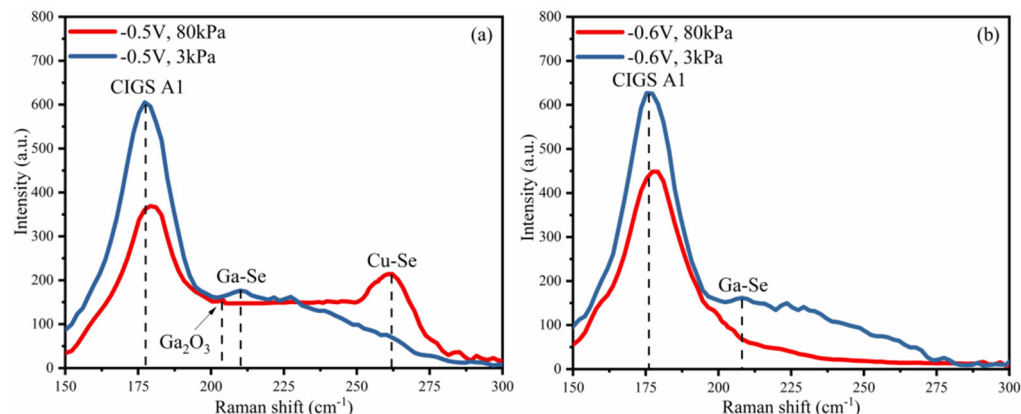 800
700
600
500
400
300
200
100
0
Intensity (a.u.)
-0.5V, 80kPa
-0.5V, 3kPa
(a)
CIGS A1
Ga-Se
Cu-Se
Ga₂O₃
150 175 200 225 250 275 300
Raman shift (cm⁻¹)
800
700
600
500
400
300
200
100
0
Intensity (a.u.)
-0.6V, 80kPa
-0.6V, 3kPa
(b)
CIGS A1
Ga-Se
150 175 200 225 250 275 300
Raman shift (cm⁻¹)